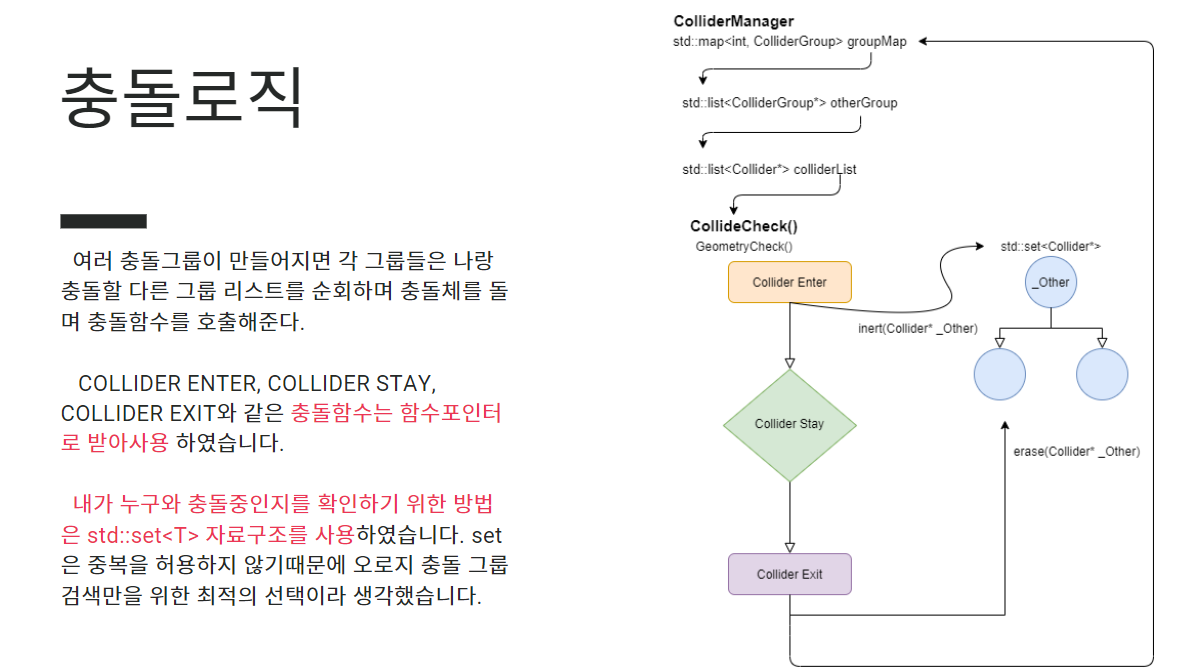 충돌로직
여러 충돌그룹이 만들어지면 각 그룹들은 나랑
충돌할 다른 그룹 리스트를 순회하며 충돌체를 돌
며 충돌함수를 호출해준다.
COLLIDER ENTER, COLLIDER STAY,
COLLIDER EXIT와 같은 충돌함수는 함수포인터
로 받아사용 하였습니다.
내가 누구와 충돌중인지를 확인하기 위한 방법
은 std::set<T> 자료구조를 사용하였습니다. set
은 중복을 허용하지 않기때문에 오로지 충돌 그룹
검색만을 위한 최적의 선택이라 생각했습니다.
ColliderManager
std::map<int, ColliderGroup> groupMap
std::list<ColliderGroup*> otherGroup
std::list<Collider*> colliderList
CollideCheck()
GeometryCheck()
Collider Enter
inert(Collider* _Other)
std::set<Collider*>
_Other
Collider Stay
erase(Collider* _Other)
Collider Exit